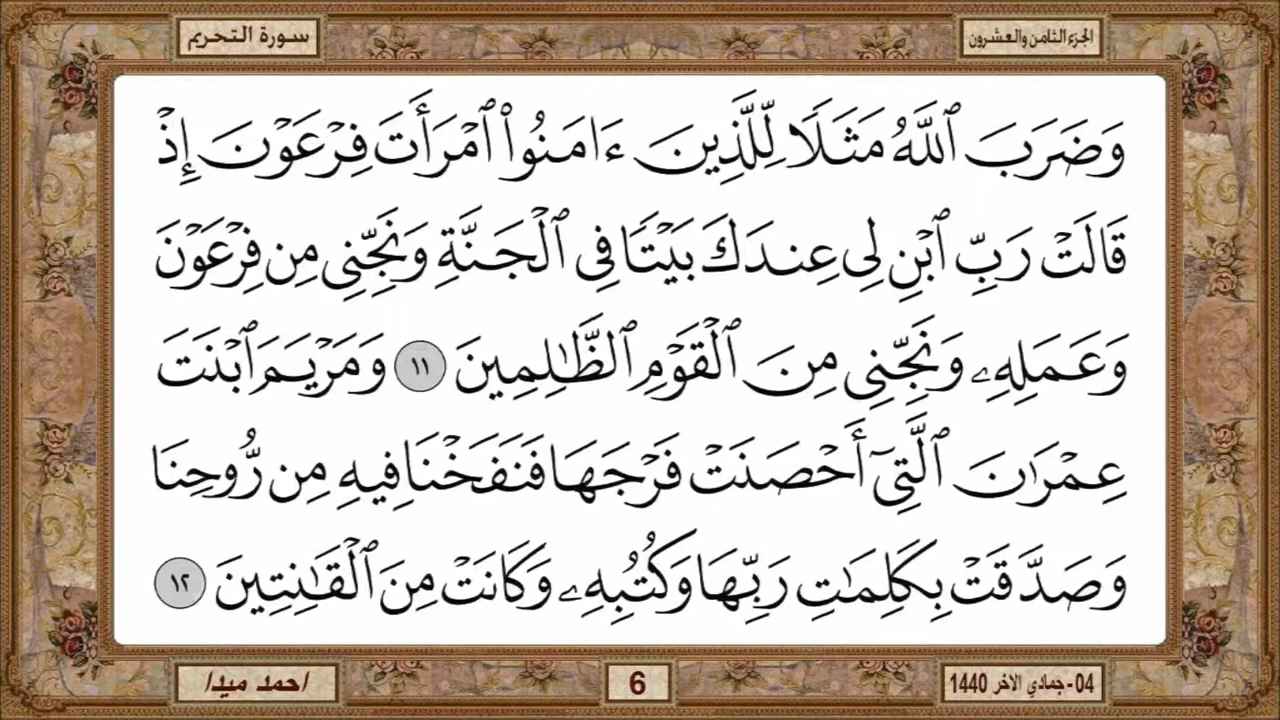 الجزء الثامن والعشرون
سورة التحريم
وَضَرَبَ ٱللَّهُ مَثَلًا لِّلَّذِينَ ءَامَنُوا۟ ٱمْرَأَتَ فِرْعَوْنَ إِذْ
قَالَتْ رَبِّ ٱبْنِ لِى عِندَكَ بَيْتًا فِى ٱلْجَنَّةِ وَنَجِّنِى مِن فِرْعَوْنَ
وَعَمَلِهِۦ وَنَجِّنِى مِنَ ٱلْقَوْمِ ٱلظَّٰلِمِينَ ١١ وَمَرْيَمَ ٱبْنَتَ
عِمْرَٰنَ ٱلَّتِىٓ أَحْصَنَتْ فَرْجَهَا فَنَفَخْنَا فِيهِ مِن رُّوحِنَا
وَصَدَّقَتْ بِكَلِمَٰتِ رَبِّهَا وَكُتُبِهِۦ وَكَانَتْ مِنَ ٱلْقَٰنِتِينَ ١٢
04-جمادي الاخر 1440
6
احمد ميدا